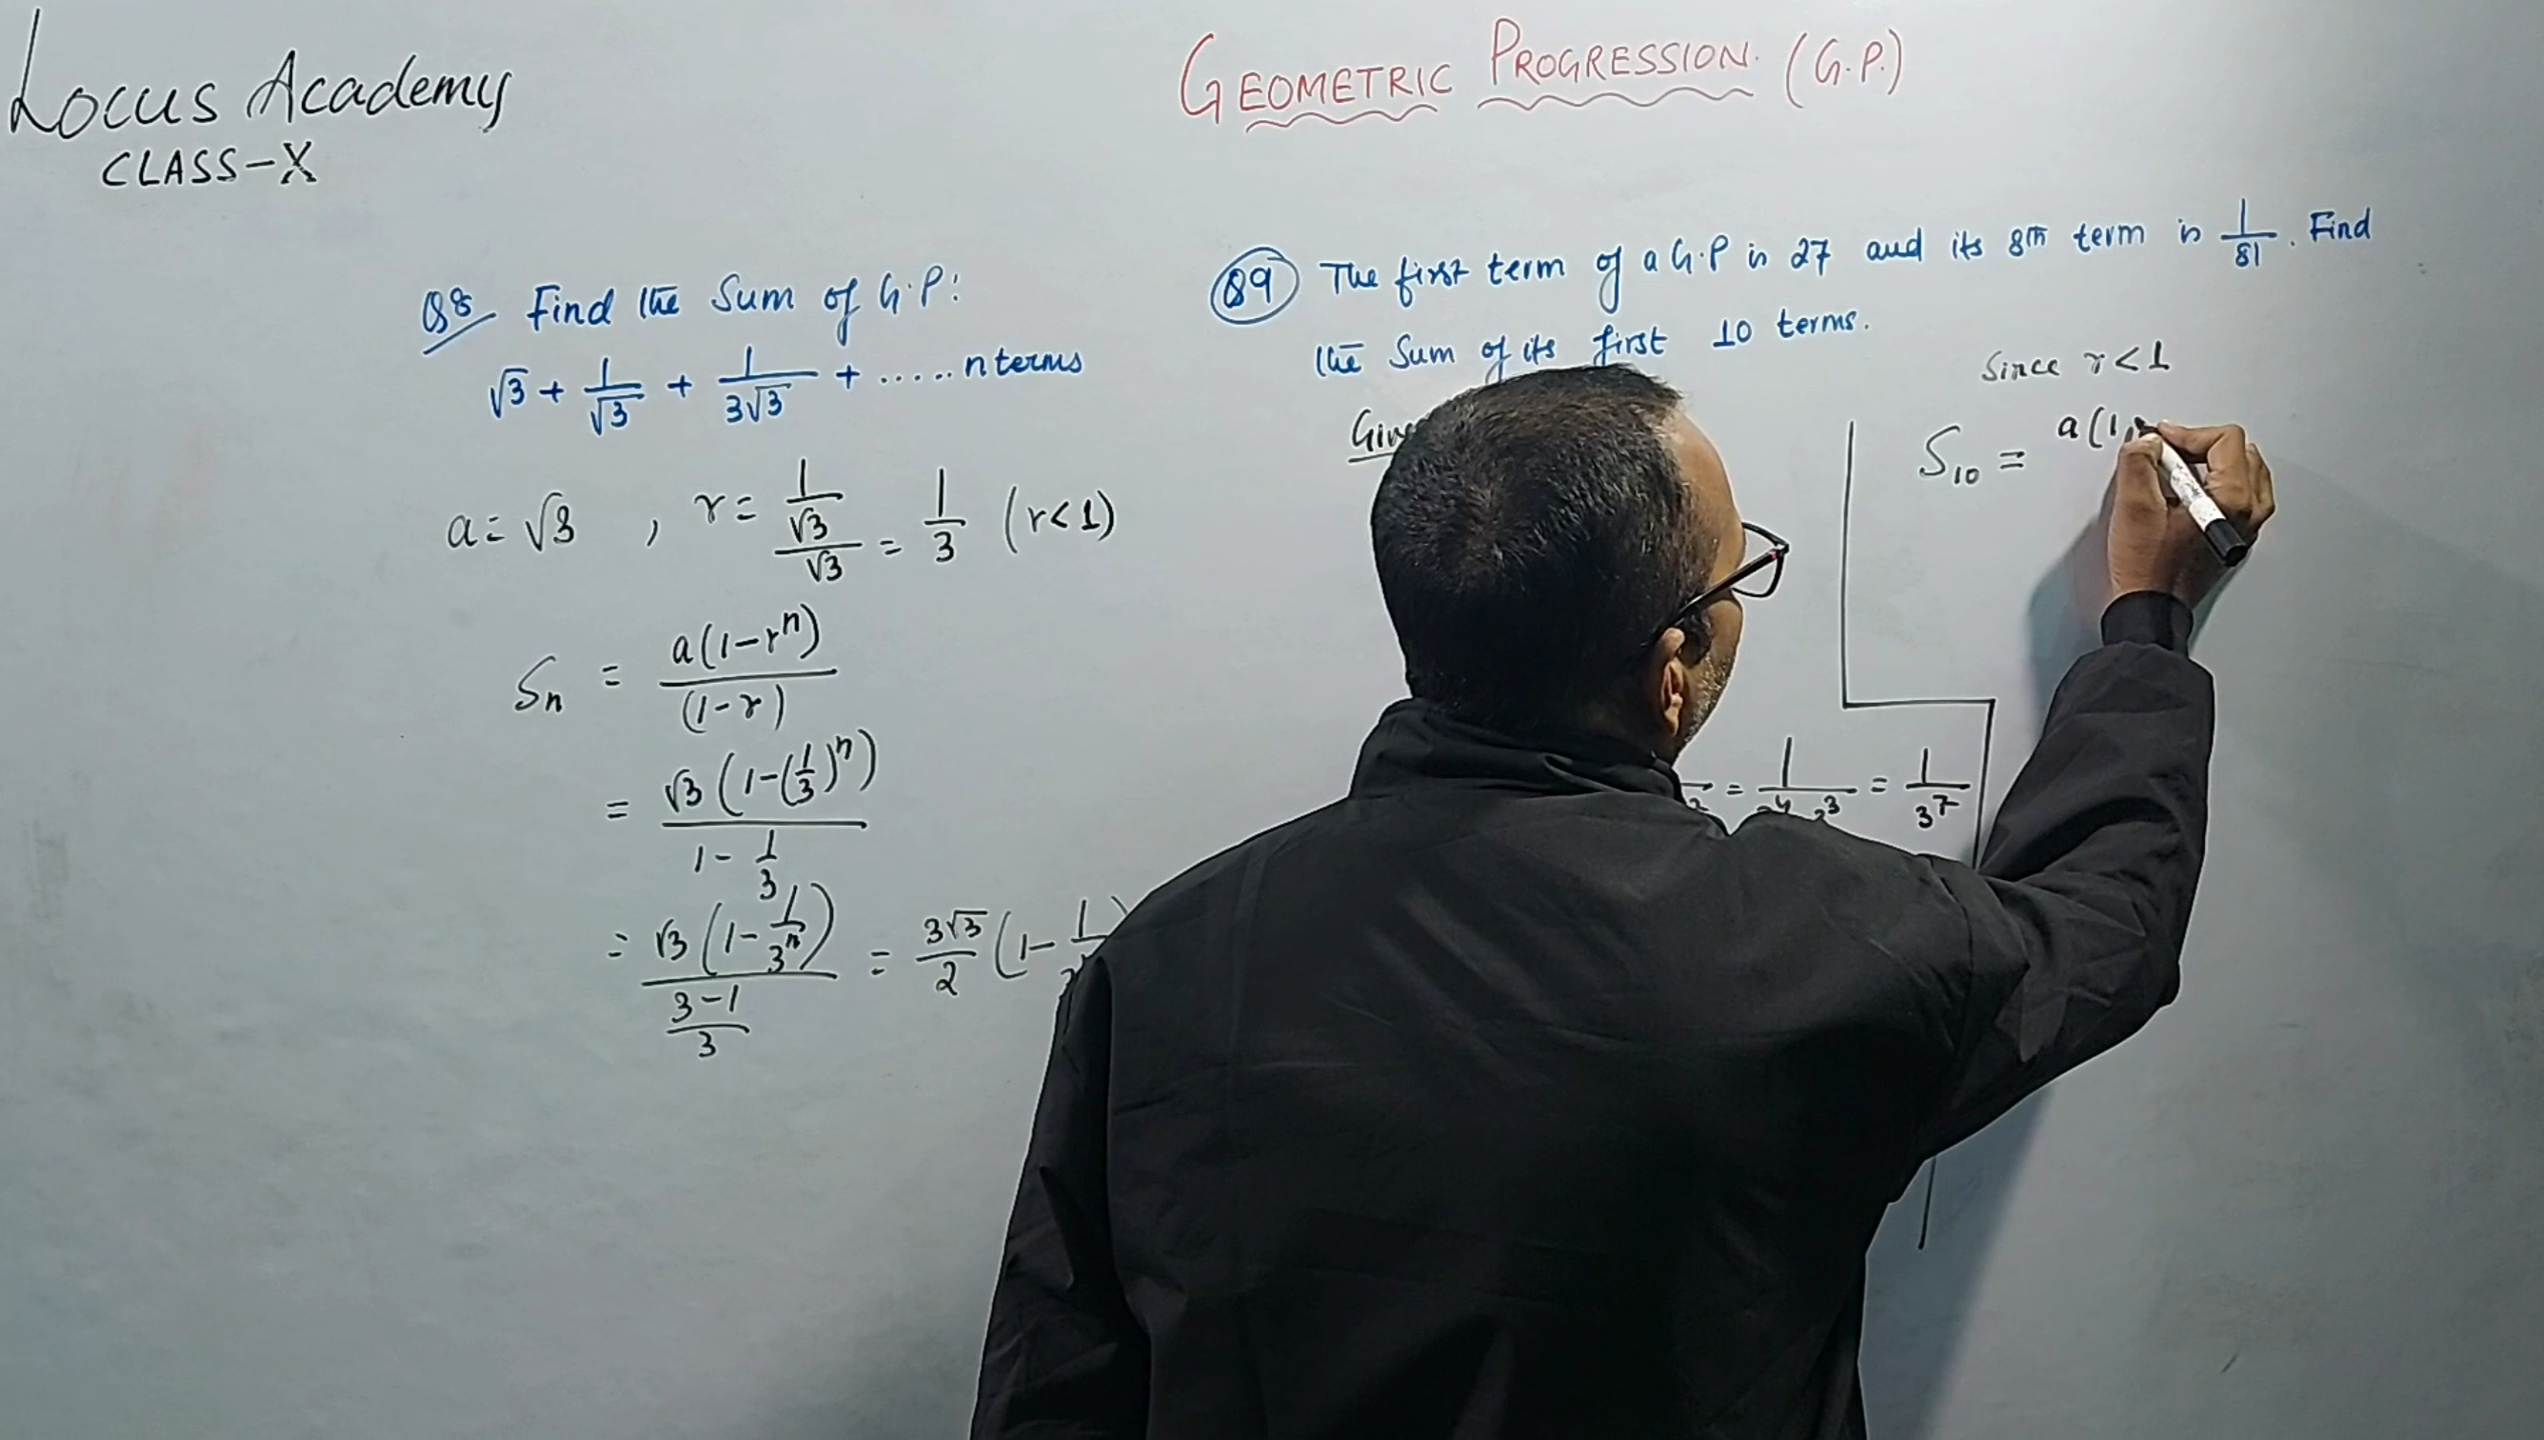 Locus Academy
CLASS-X
GEOMETRIC PROGRESSION. (G.P.)
Q8 Find the Sum of G.P:
√3 + 1/√3 + 1/3√3 + ..... n terms
a = √3 , r = (1/√3)/√3 = 1/3 (r<1)
Sn = a(1-r^n)/(1-r)
= √3(1-(1/3)^n)/(1-1/3)
= √3(1-1/3^n)/((3-1)/3) = 3√3/2 (1-1/
Q9 The first term of a G.P is 27 and its 8th term is 1/81. Find
the Sum of its first 10 terms.
Since r<1
S10 = a(1
= 1/ 3 = 1/3^7